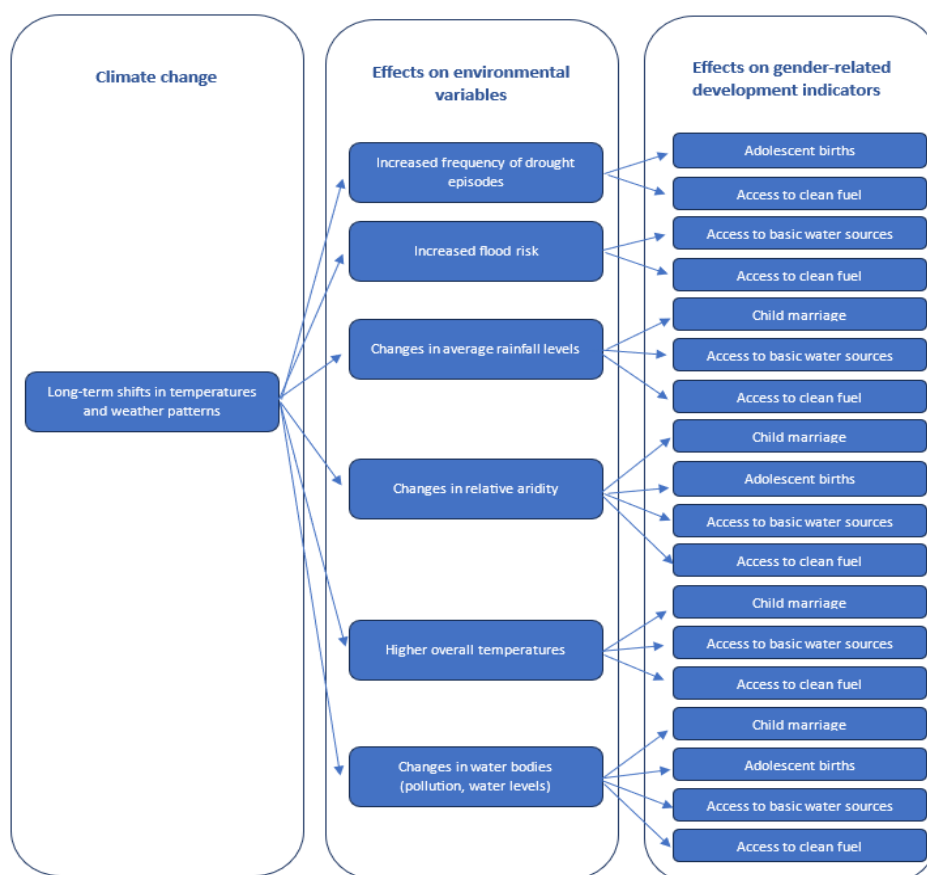 Climate change
Effects on environmental
variables
Effects on gender-related
development indicators
Long-term shifts in temperatures
and weather patterns
Increased frequency of drought
episodes
Increased flood risk
Changes in average rainfall levels
Changes in relative aridity
Higher overall temperatures
Changes in water bodies
(pollution, water levels)
Adolescent births
Access to clean fuel
Access to basic water sources
Access to clean fuel
Child marriage
Access to basic water sources
Access to clean fuel
Child marriage
Adolescent births
Access to basic water sources
Access to clean fuel
Child marriage
Access to basic water sources
Access to clean fuel
Child marriage
Adolescent births
Access to basic water sources
Access to clean fuel